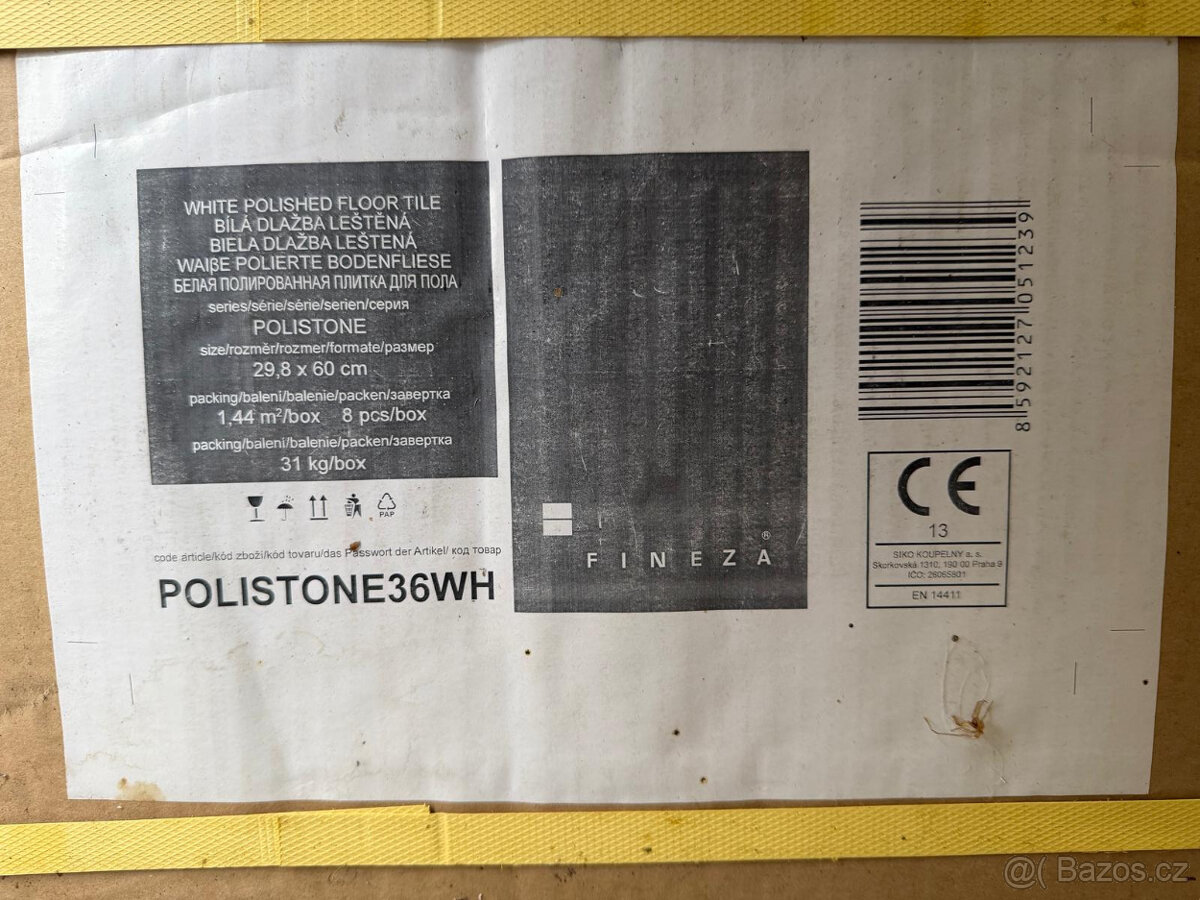 WHITE POLISHED FLOOR TILE
BÍLÁ DLAŽBA LEŠTĚNÁ
BIELA DLAŽBA LEŠTENÁ
WAIβE POLIERTE BODENFLIESE
БЕЛАЯ ПОЛИРОВАННАЯ ПЛИТКА ДЛЯ ПОЛА
series/série/série/serien/серия
POLISTONE
size/rozměr/rozmer/formate/размер
29,8 x 60 cm
packing/balení/balenie/packen/завертка
1,44 m²/box 8 pcs/box
packing/balení/balenie/packen/завертка
31 kg/box
PAP
code article/kód zboží/kód tovaru/das Passwort der Artikel/ код товар
POLISTONE36WH
FINEZA®
8592127051239
CE
13
SIKO KOUPELNY a. s.
Skorkovská 1310, 190 00 Praha 9
IČO: 26065801
EN 14411
@( Bazos.cz